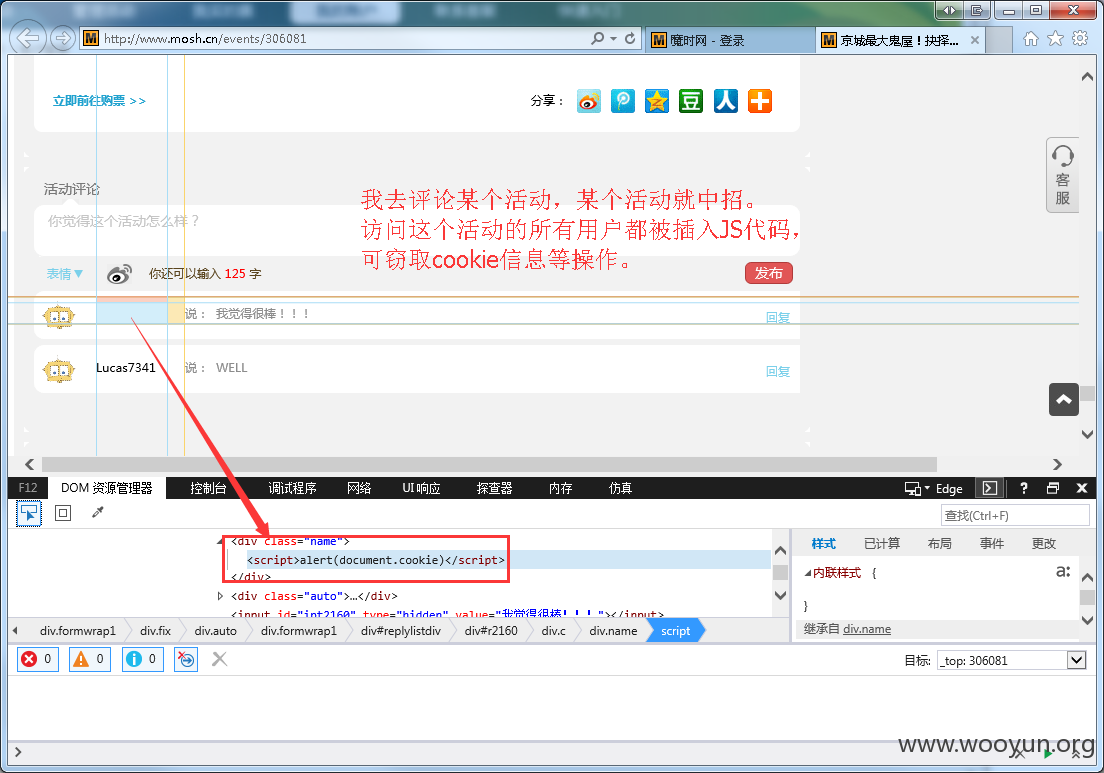 http://www.mosh.cn/events/306081
魔时网 - 登录
京城最大鬼屋！抉择...
立即前往购票 >>
分享：
客服
活动评论
你觉得这个活动怎么样？
我去评论某个活动，某个活动就中招。
访问这个活动的所有用户都被插入JS代码，
可窃取cookie信息等操作。
表情
你还可以输入 125 字
发布
说： 我觉得很棒！！！
回复
Lucas7341 说： WELL
回复
F12 DOM 资源管理器 控制台 调试程序 网络 UI 响应 探查器 内存 仿真 Edge
查找(Ctrl+F)
<div class="name">
<script>alert(document.cookie)</script>
</div>
<div class="auto">…</div>
<input id="int2160" type="hidden" value="我觉得很棒！！！"></input>
样式 已计算 布局 事件 更改
内联样式 {
a:
}
继承自 div.name
div.formwrap1 div.fix div.auto div.formwrap1 div#replylistdiv div#r2160 div.c div.name script
0 0 0
目标: _top: 306081
www.wooyun.org